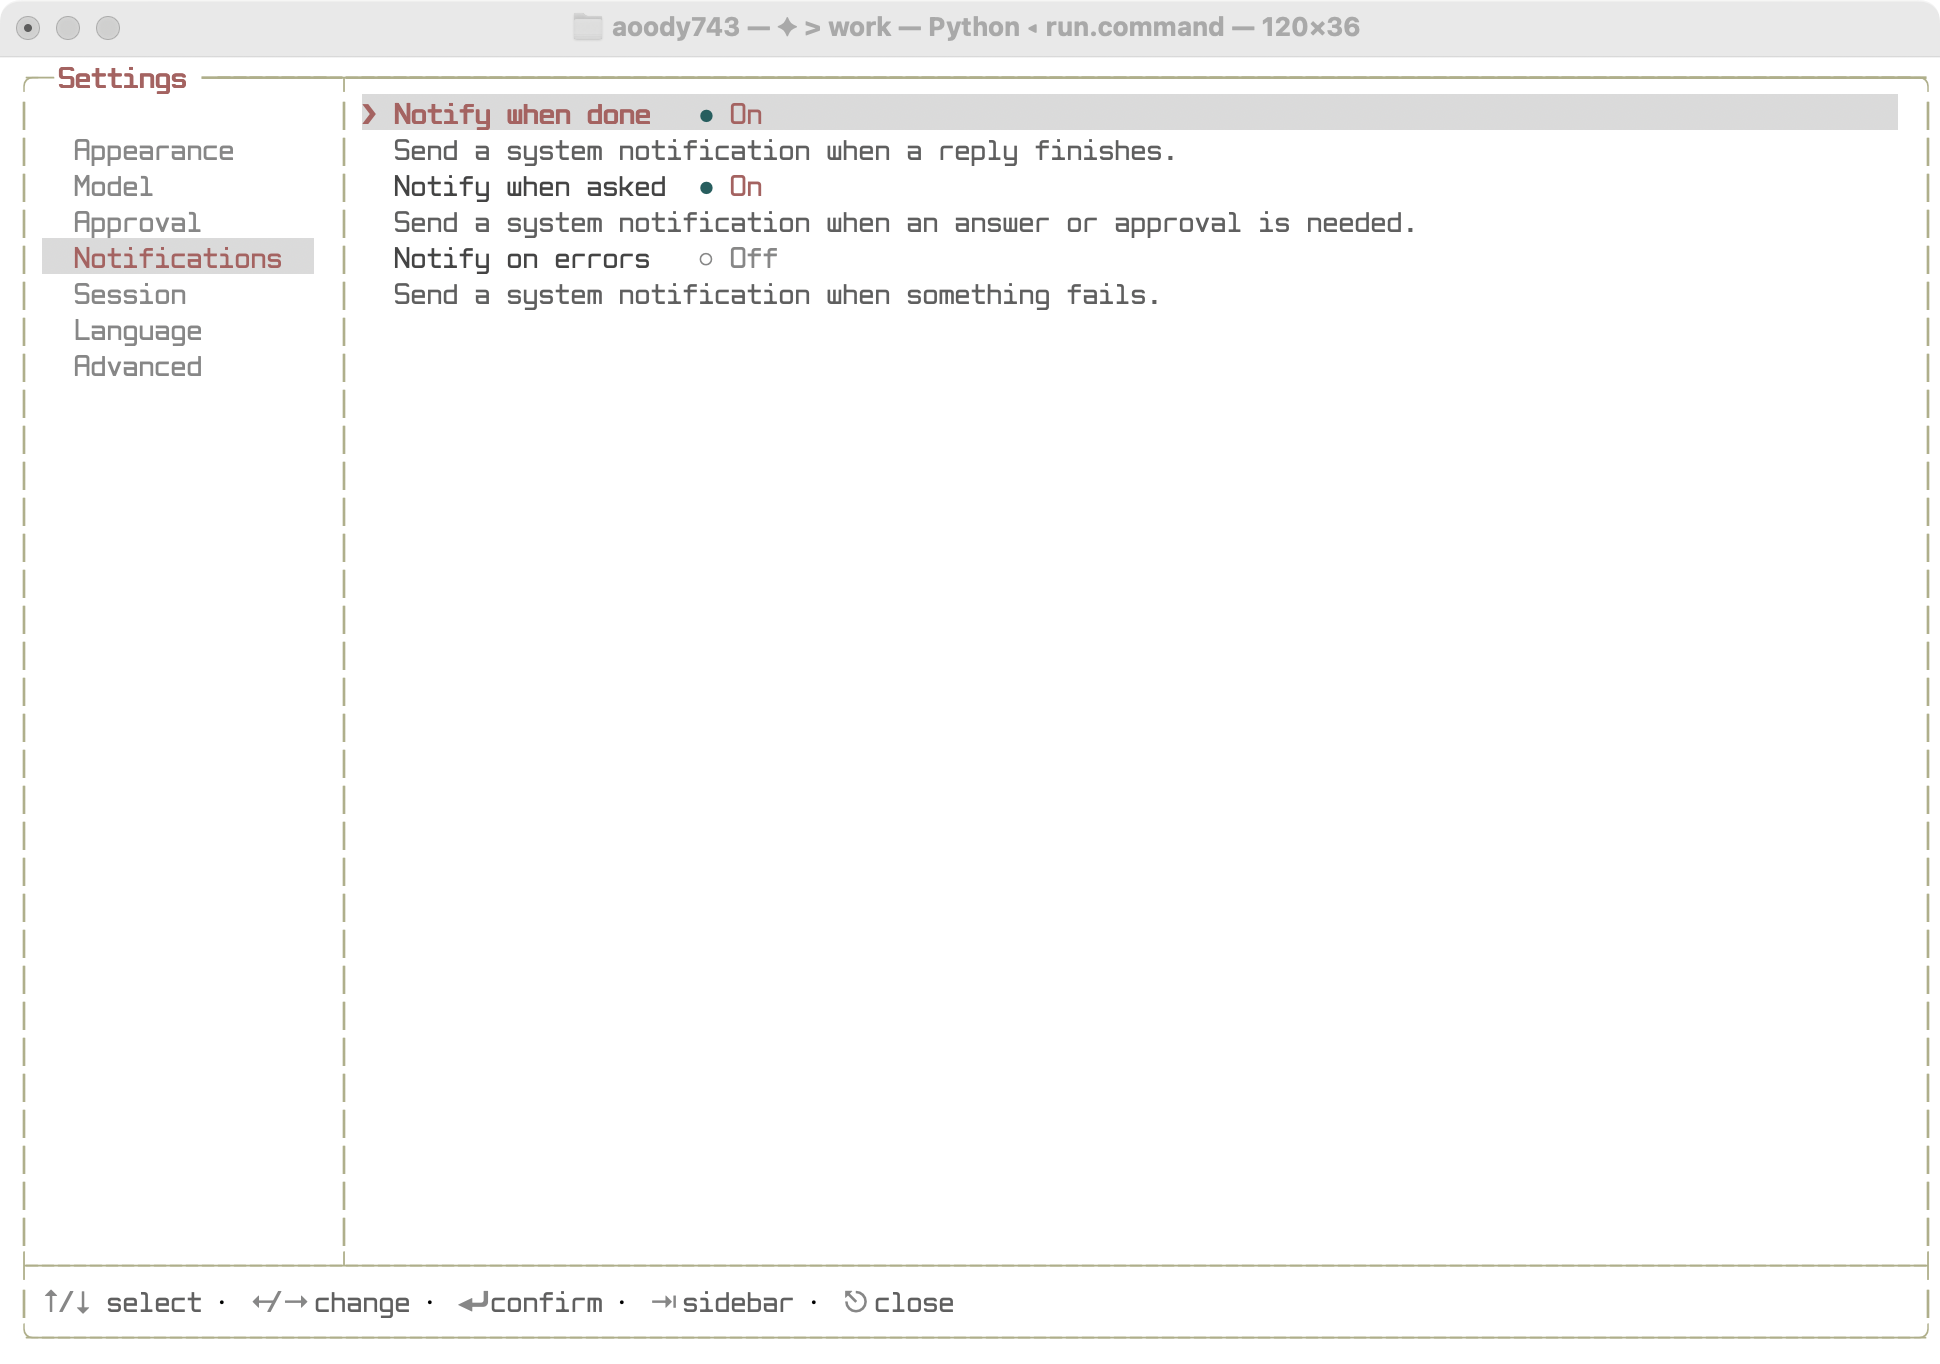 aoody743 — ✦ > work — Python ◂ run.command — 120×36
Settings
Appearance
Model
Approval
Notifications
Session
Language
Advanced
❯ Notify when done ● On
Send a system notification when a reply finishes.
Notify when asked ● On
Send a system notification when an answer or approval is needed.
Notify on errors ○ Off
Send a system notification when something fails.
↑/↓ select · ←/→ change · ↵ confirm · ⇥ sidebar · ⎋ close